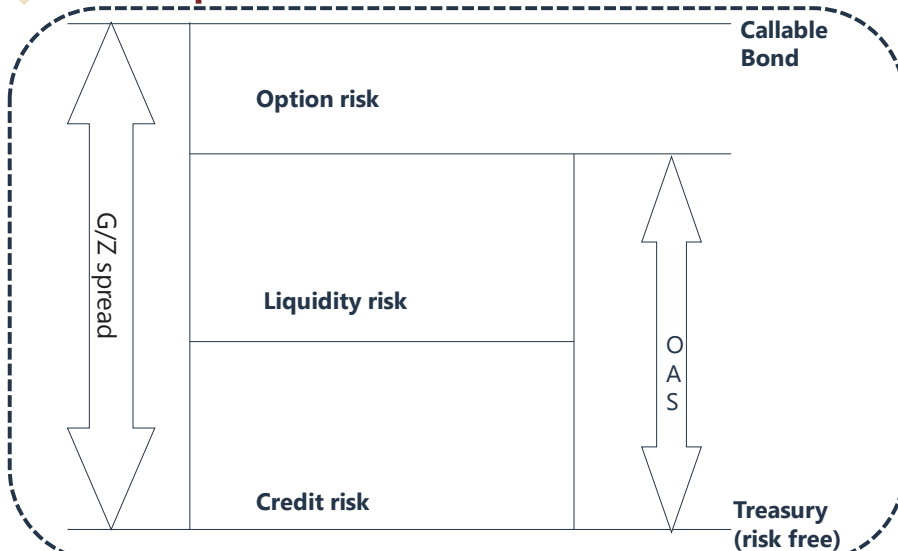 Callable
Bond
Option risk
G/Z spread
Liquidity risk
O
A
S
Credit risk
Treasury
(risk free)